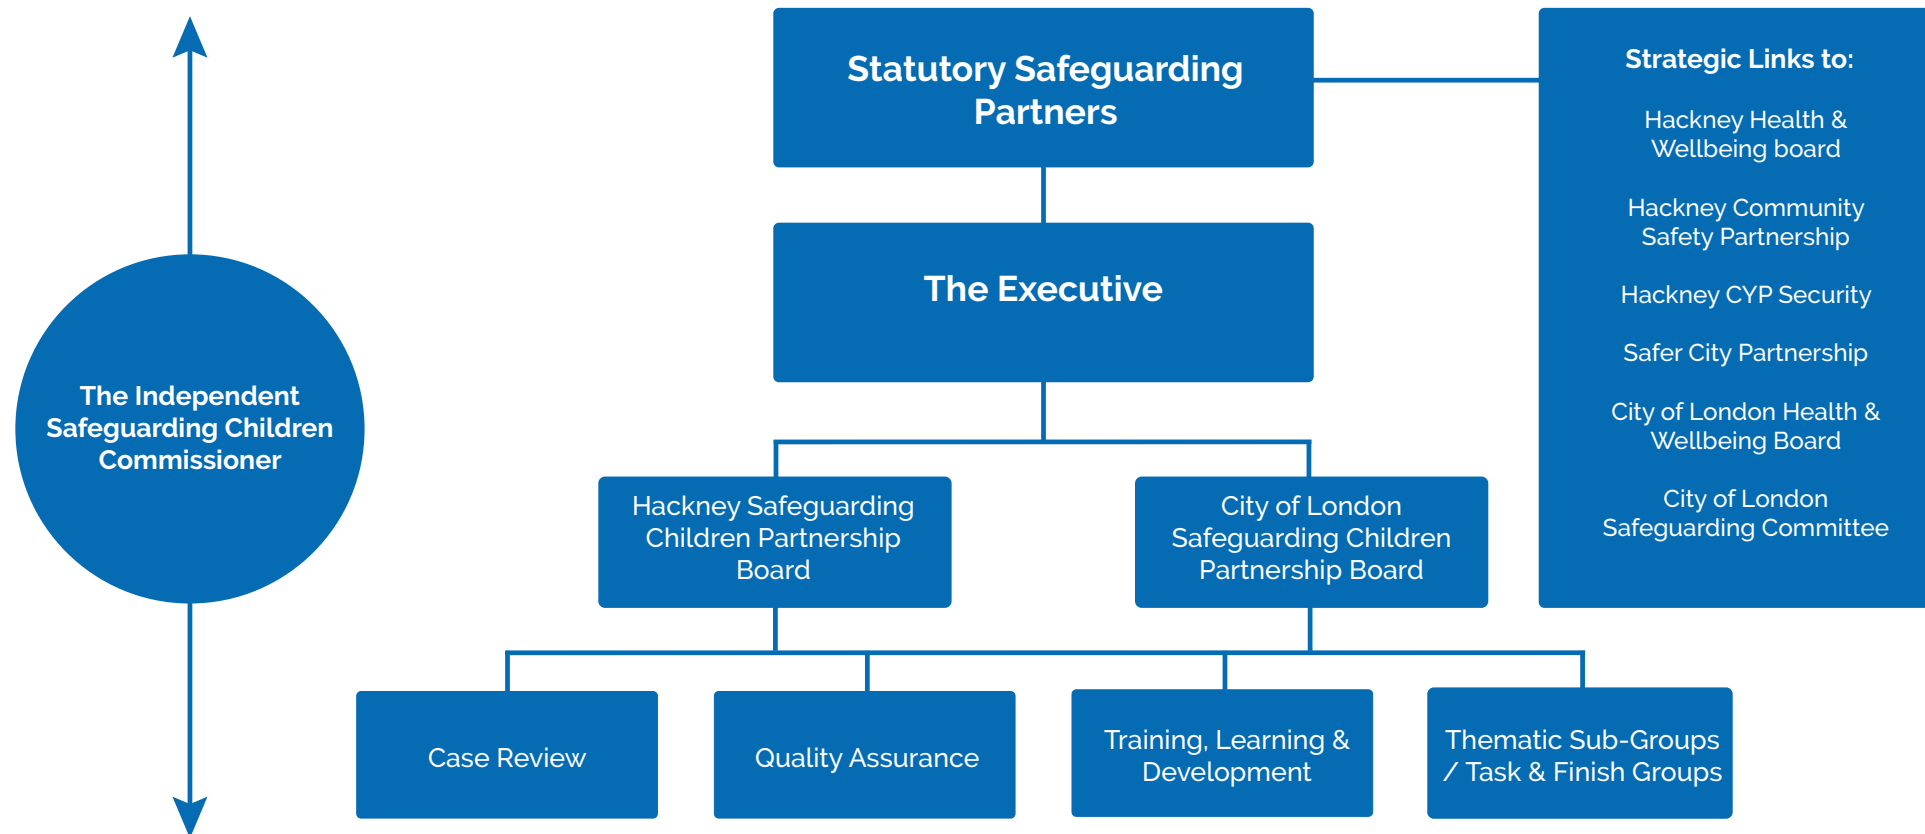 Statutory Safeguarding
Partners
Strategic Links to:
Hackney Health &
Wellbeing board
Hackney Community
Safety Partnership
Hackney CYP Security
Safer City Partnership
City of London Health &
Wellbeing Board
City of London
Safeguarding Committee
The Executive
The Independent
Safeguarding Children
Commissioner
Hackney Safeguarding
Children Partnership
Board
City of London
Safeguarding Children
Partnership Board
Case Review
Quality Assurance
Training, Learning &
Development
Thematic Sub-Groups
/ Task & Finish Groups